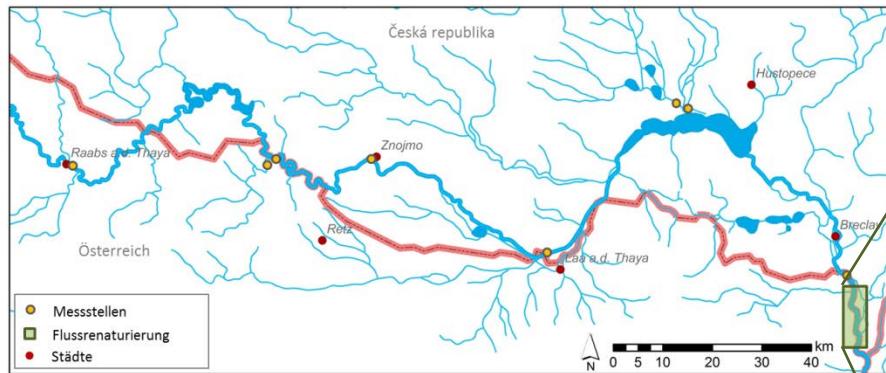 Česká republika
Hustopece
Raabs a.d. Thaya
Znojmo
Österreich
Retz
Breclav
Laa a.d. Thaya
Messstellen
Flussrenaturierung
Städte
N
km
0 5 10 20 30 40